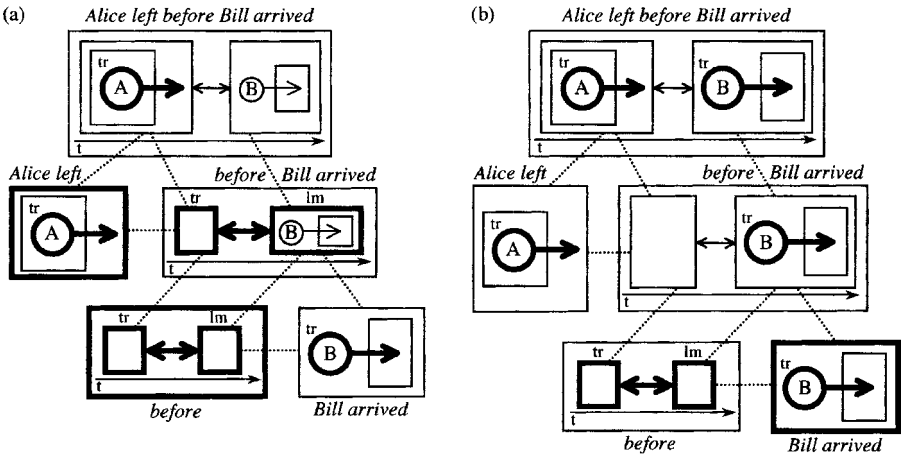 (a)
Alice left before Bill arrived
tr
A
B
t
Alice left
before Bill arrived
tr
A
tr
lm
B
t
tr
lm
t
before
tr
B
Bill arrived
(b)
Alice left before Bill arrived
tr
A
tr
B
t
Alice left
before Bill arrived
tr
A
tr
B
t
tr
lm
t
before
tr
B
Bill arrived